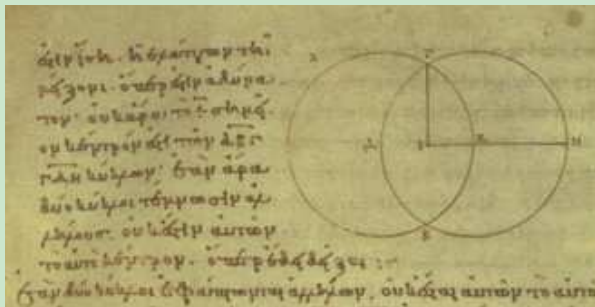 ἐστὶν ἴση. ἡ ἐλάττων τῇ
μείζονι· ὅπερ ἐστὶν ἀδύνα
τον· οὐκ ἄρα τὸ Ε σημεῖ
ον κέντρον ἐστὶ τῶν ΑΒΓ
ΓΔΗ κύκλων· ἐὰν ἄρα
δύο κύκλοι τέμνωσιν ἀλ
λήλους. οὐκ ἔστιν αὐτῶν
τὸ αὐτὸ κέντρον. ὅπερ ἔδει δεῖξαι :
ἐὰν δύο κύκλοι ἐφάπτωνται ἀλλήλων, οὐκ ἔσται αὐτῶν τὸ αὐτὸ
Α
Γ
Δ
Ε
Η
Β